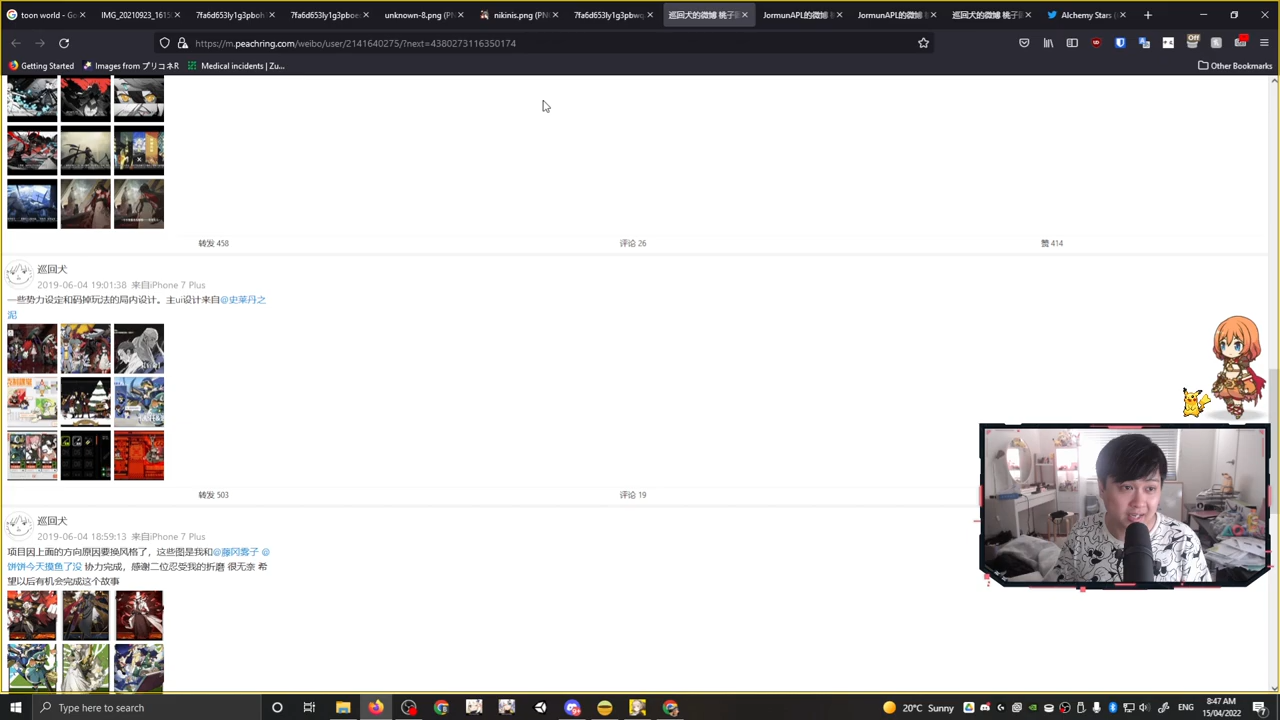 toon world - Go
IMG_20210923_1615
7fa6d653ly1g3pboh
7fa6d653ly1g3pboe
unknown-8.png (PN
nikinis.png (PNG
7fa6d653ly1g3pbwq
巡回犬的微博 桃子
JormunAPL的微博
JormunAPL的微博
巡回犬的微博 桃子
Alchemy Stars (
https://m.peachring.com/weibo/user/2141640275/?next=4380273116350174
Off
Getting Started
Images from プリコネR
Medical incidents | Zu...
Other Bookmarks
转发 458
评论 26
赞 414
巡回犬
2019-06-04 19:01:38 来自iPhone 7 Plus
一些势力设定和码掉玩法的局内设计。主ui设计来自@史莱丹之
泥
转发 503
评论 19
巡回犬
2019-06-04 18:59:13 来自iPhone 7 Plus
项目因上面的方向原因要换风格了，这些图是我和@藤冈雾子 @
饼饼今天摸鱼了没 协力完成，感谢二位忍受我的折磨 很无奈 希
望以后有机会完成这个故事
Type here to search
20°C Sunny
ENG
8:47 AM
15/04/2022